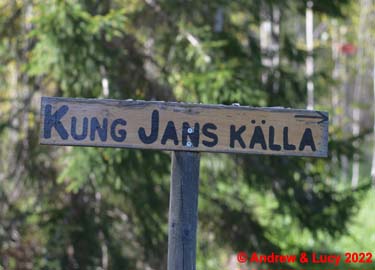 KUNG JANS KÄLLA
© Andrew & Lucy 2022